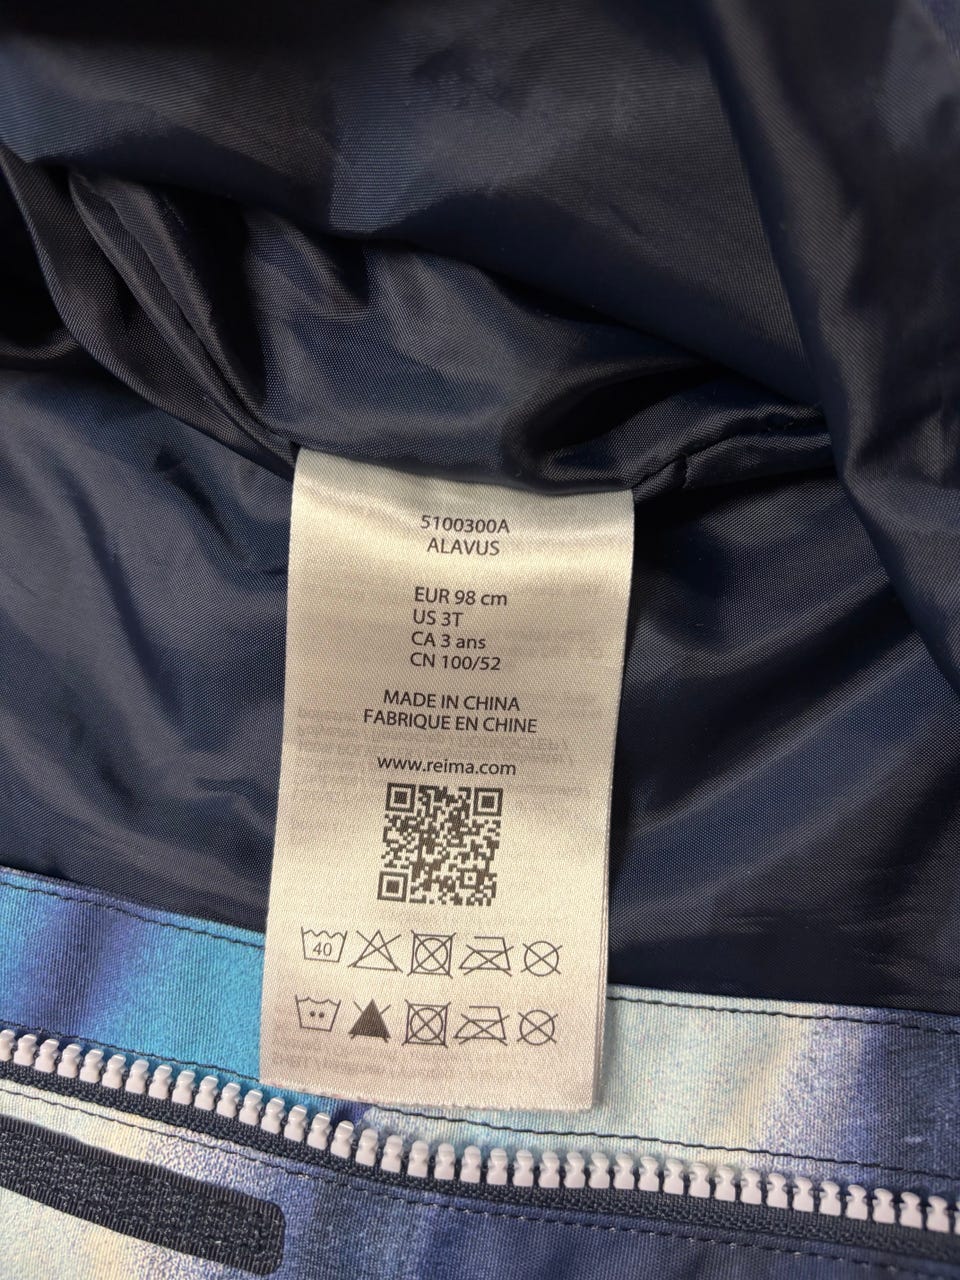 5100300A
ALAVUS
EUR 98 cm
US 3T
CA 3 ans
CN 100/52
MADE IN CHINA
FABRIQUE EN CHINE
www.reima.com
40